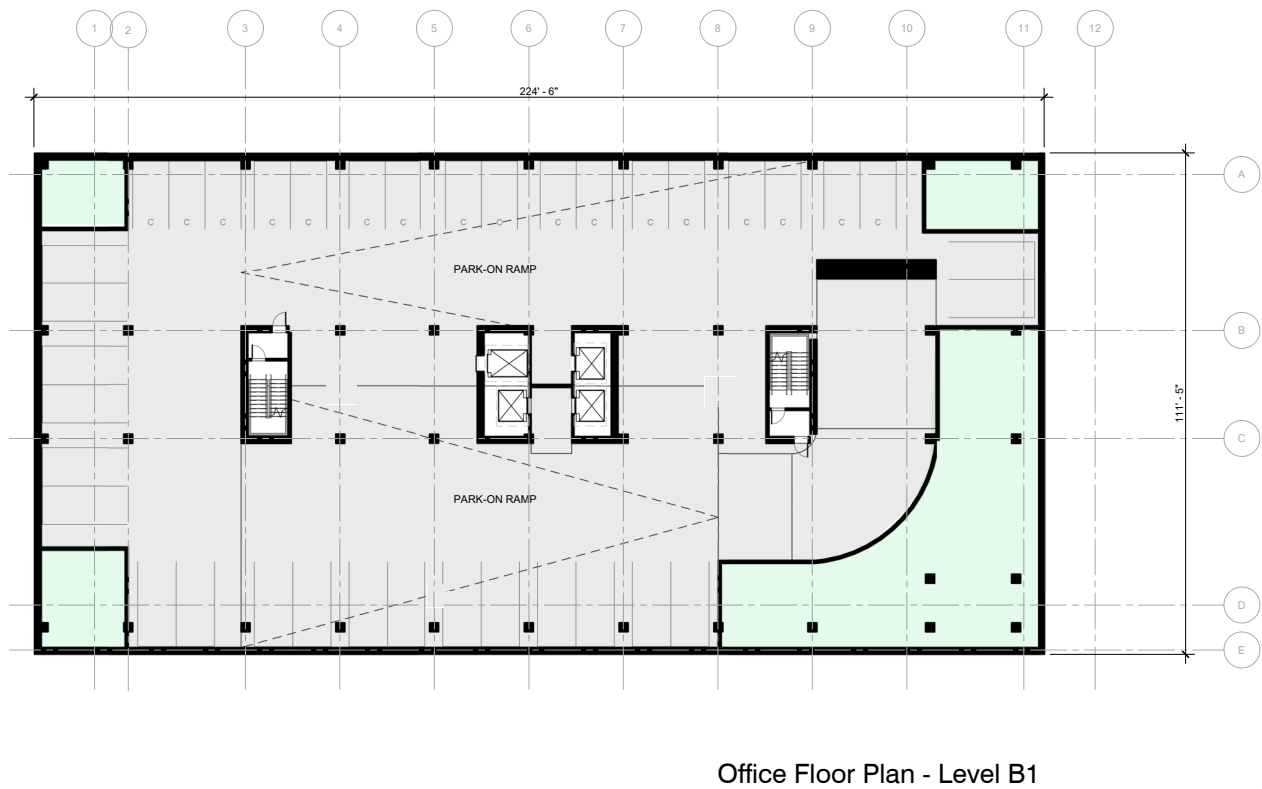 1 2 3 4 5 6 7 8 9 10 11 12
224' - 6"
A
C C C C C C C C C C C C C C C C C
PARK-ON RAMP
B
111' - 5"
C
PARK-ON RAMP
D
E
Office Floor Plan - Level B1